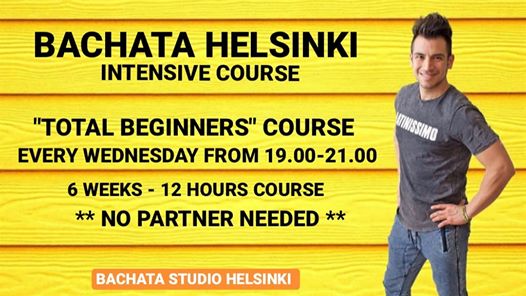 BACHATA HELSINKI
INTENSIVE COURSE
"TOTAL BEGINNERS" COURSE
EVERY WEDNESDAY FROM 19.00-21.00
6 WEEKS - 12 HOURS COURSE
** NO PARTNER NEEDED **
BACHATA STUDIO HELSINKI
LATINISSIMO